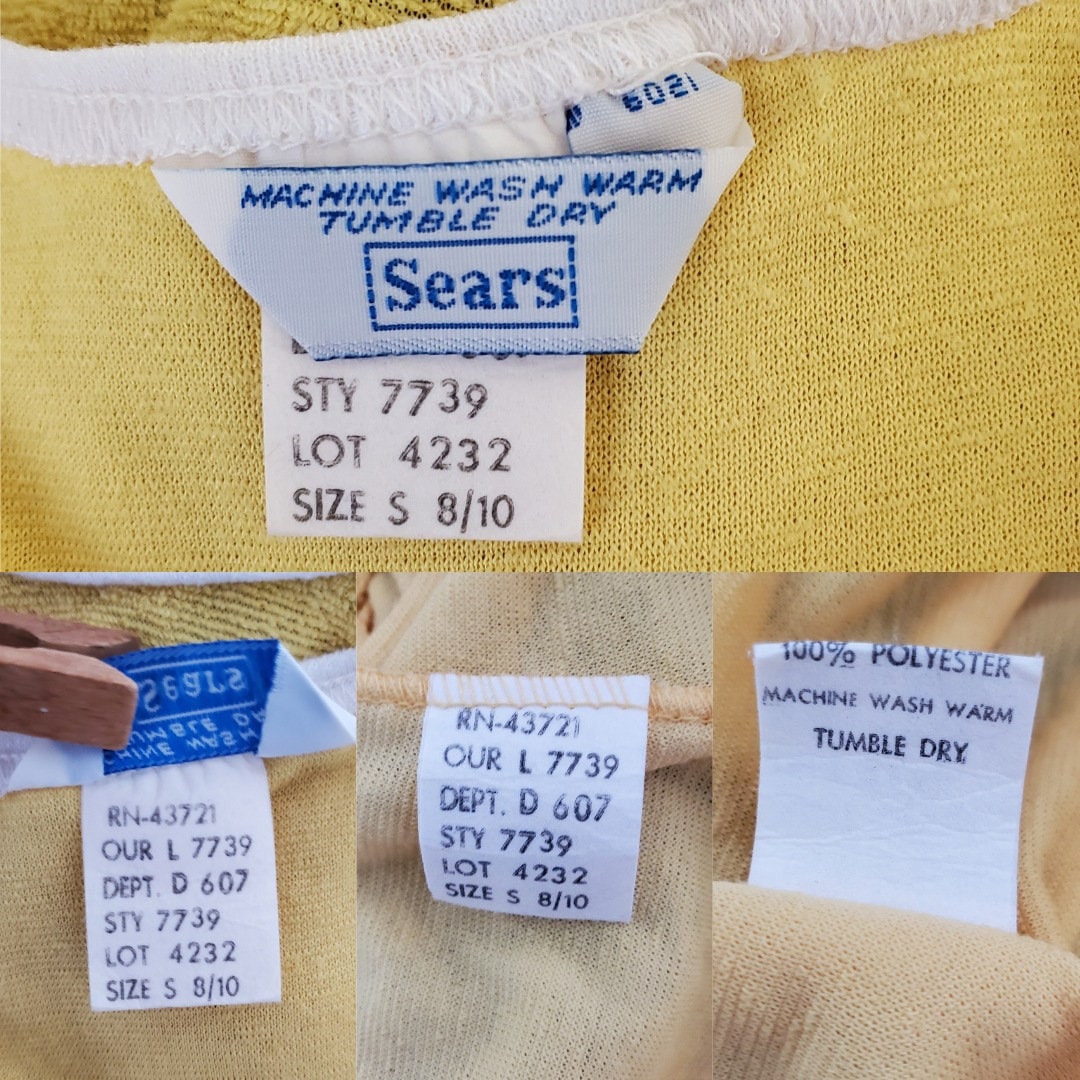 6021
MACHINE WASH WARM
TUMBLE DRY
Sears
STY 7739
LOT 4232
SIZE S 8/10
Sears
RN-43721
OUR L 7739
DEPT. D 607
STY 7739
LOT 4232
SIZE S 8/10
RN-43721
OUR L 7739
DEPT. D 607
STY 7739
LOT 4232
SIZE S 8/10
100% POLYESTER
MACHINE WASH WARM
TUMBLE DRY